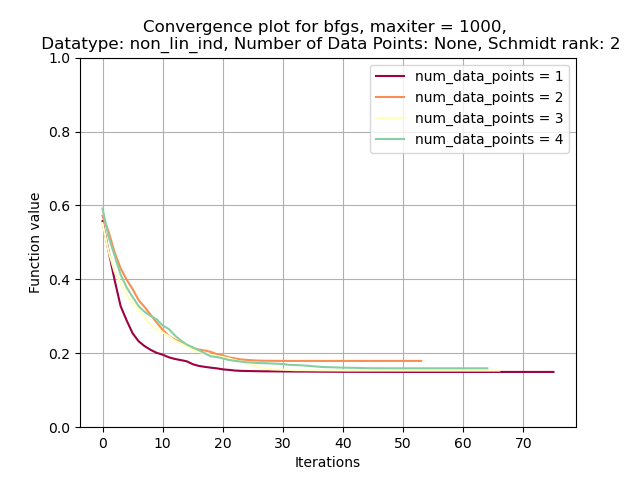 Convergence plot for bfgs, maxiter = 1000,
Datatype: non_lin_ind, Number of Data Points: None, Schmidt rank: 2
1.0
0.8
0.6
0.4
0.2
0.0
Function value
num_data_points = 1
num_data_points = 2
num_data_points = 3
num_data_points = 4
0 10 20 30 40 50 60 70
Iterations